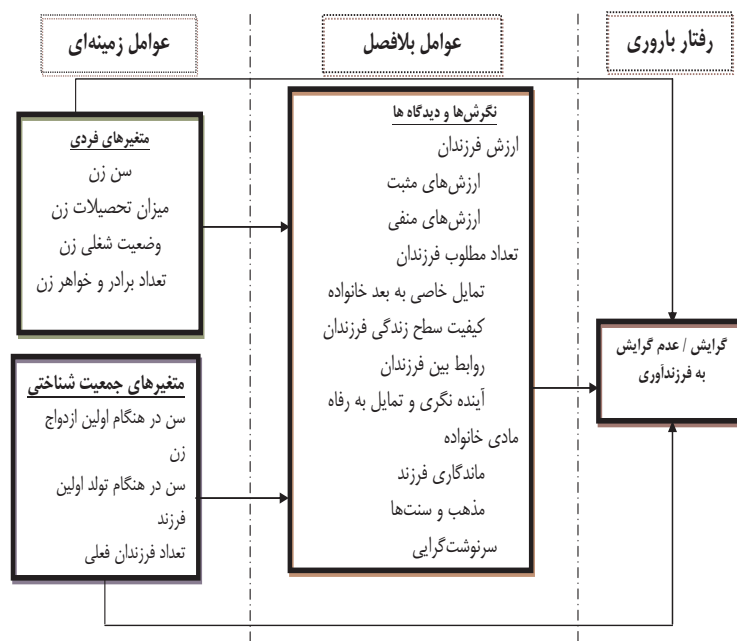 رفتار باروری
عوامل بلافصل
عوامل زمینه‌ای
متغیرهای فردی
سن زن
میزان تحصیلات زن
وضعیت شغلی زن
تعداد برادر و خواهر زن
متغیرهای جمعیت شناختی
سن در هنگام اولین ازدواج
زن
سن در هنگام تولد اولین
فرزند
تعداد فرزندان فعلی
نگرش‌ها و دیدگاه ها
ارزش فرزندان
ارزش‌های مثبت
ارزش‌های منفی
تعداد مطلوب فرزندان
تمایل خاصی به بعد خانواده
کیفیت سطح زندگی فرزندان
روابط بین فرزندان
آینده نگری و تمایل به رفاه
مادی خانواده
ماندگاری فرزند
مذهب و سنت‌ها
سرنوشت‌گرایی
گرایش / عدم گرایش
به فرزندآوری